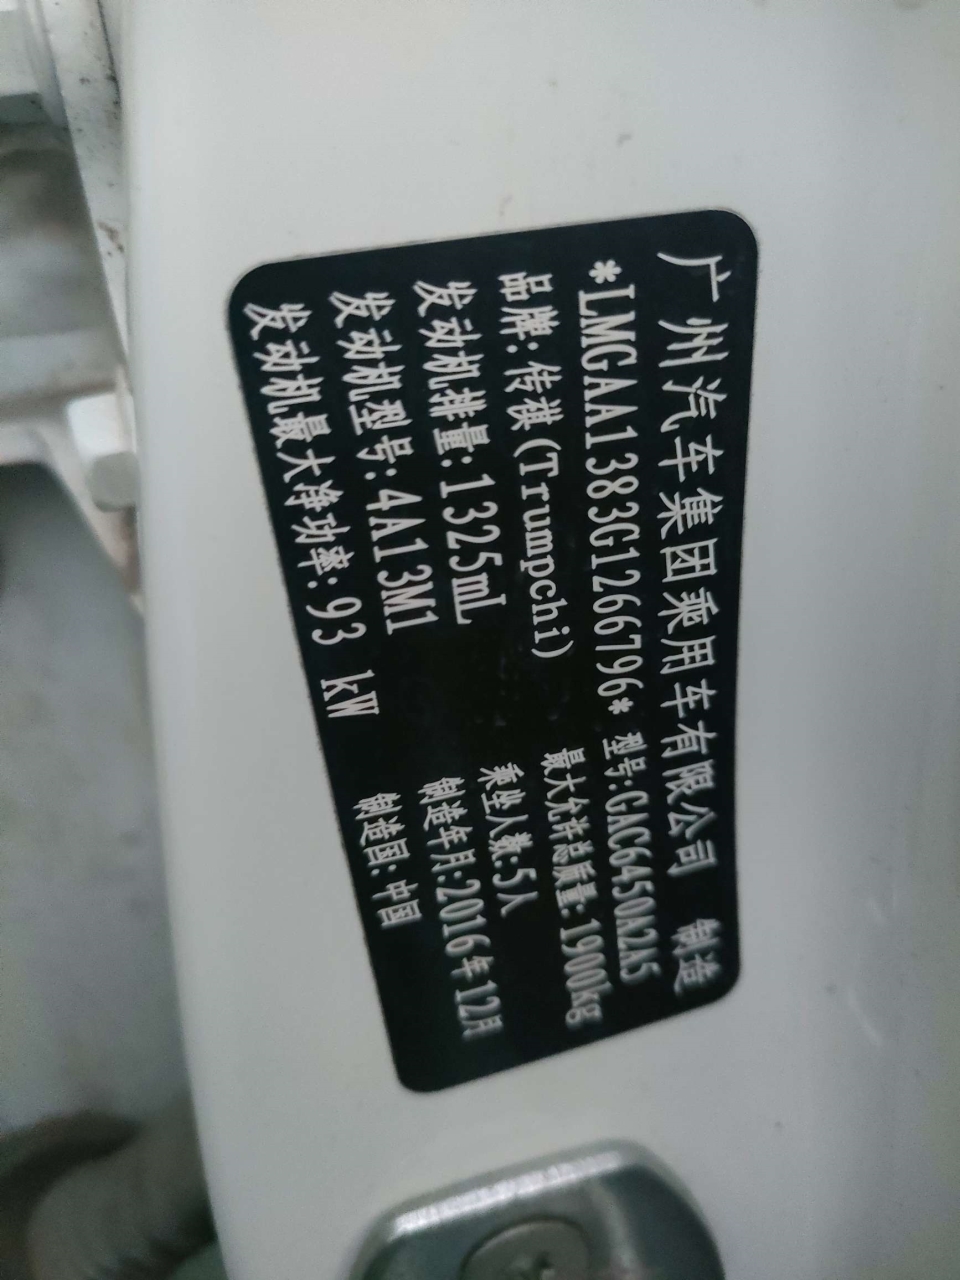 广州汽车集团乘用车有限公司 制造
*LMGAA1383G1266796* 型号:GAC6450A2A5
品牌:传祺(Trumpchi) 最大允许总质量:1900kg
发动机排量:1325mL 乘坐人数:5人
发动机型号:4A13M1 制造年月:2016年12月
发动机最大净功率:93 kW 制造国:中国